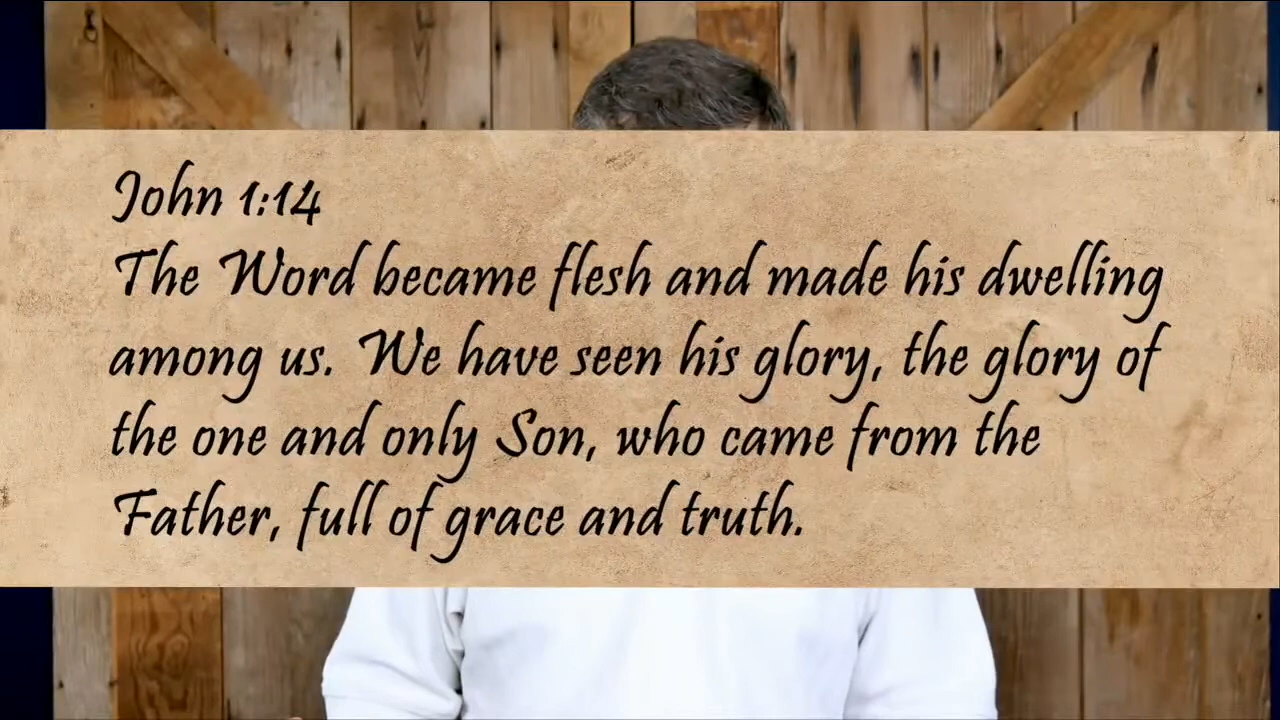 John 1:14
The Word became flesh and made his dwelling
among us. We have seen his glory, the glory of
the one and only Son, who came from the
Father, full of grace and truth.